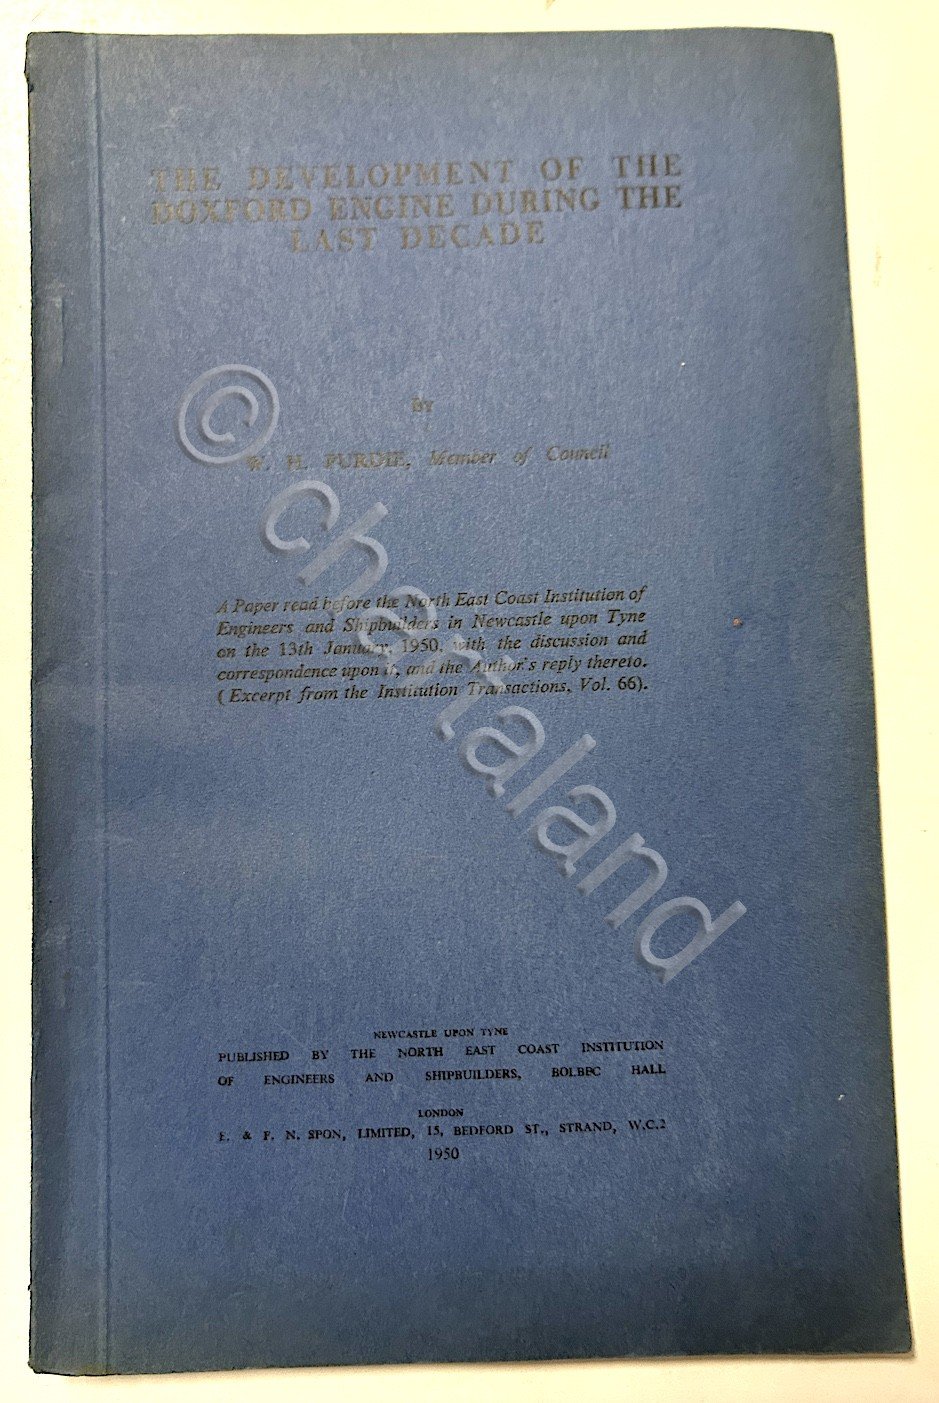 THE DEVELOPMENT OF THE
DOXFORD ENGINE DURING THE
LAST DECADE
BY
W. H. PURDIE, Member of Council
A Paper read before the North East Coast Institution of
Engineers and Shipbuilders in Newcastle upon Tyne
on the 13th January, 1950, with the discussion and
correspondence upon it, and the Author's reply thereto.
(Excerpt from the Institution Transactions, Vol. 66).
© chartaland
NEWCASTLE UPON TYNE
PUBLISHED BY THE NORTH EAST COAST INSTITUTION
OF ENGINEERS AND SHIPBUILDERS, BOLBEC HALL
LONDON
E. & F. N. SPON, LIMITED, 15, BEDFORD ST., STRAND, W.C.2
1950